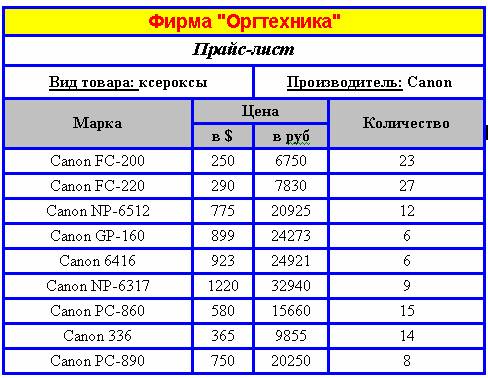 Фирма "Оргтехника"
Прайс-лист
Вид товара: ксероксы Производитель: Canon
Марка Цена Количество
в $ в руб
Canon FC-200 250 6750 23
Canon FC-220 290 7830 27
Canon NP-6512 775 20925 12
Canon GP-160 899 24273 6
Canon 6416 923 24921 6
Canon NP-6317 1220 32940 9
Canon PC-860 580 15660 15
Canon 336 365 9855 14
Canon PC-890 750 20250 8